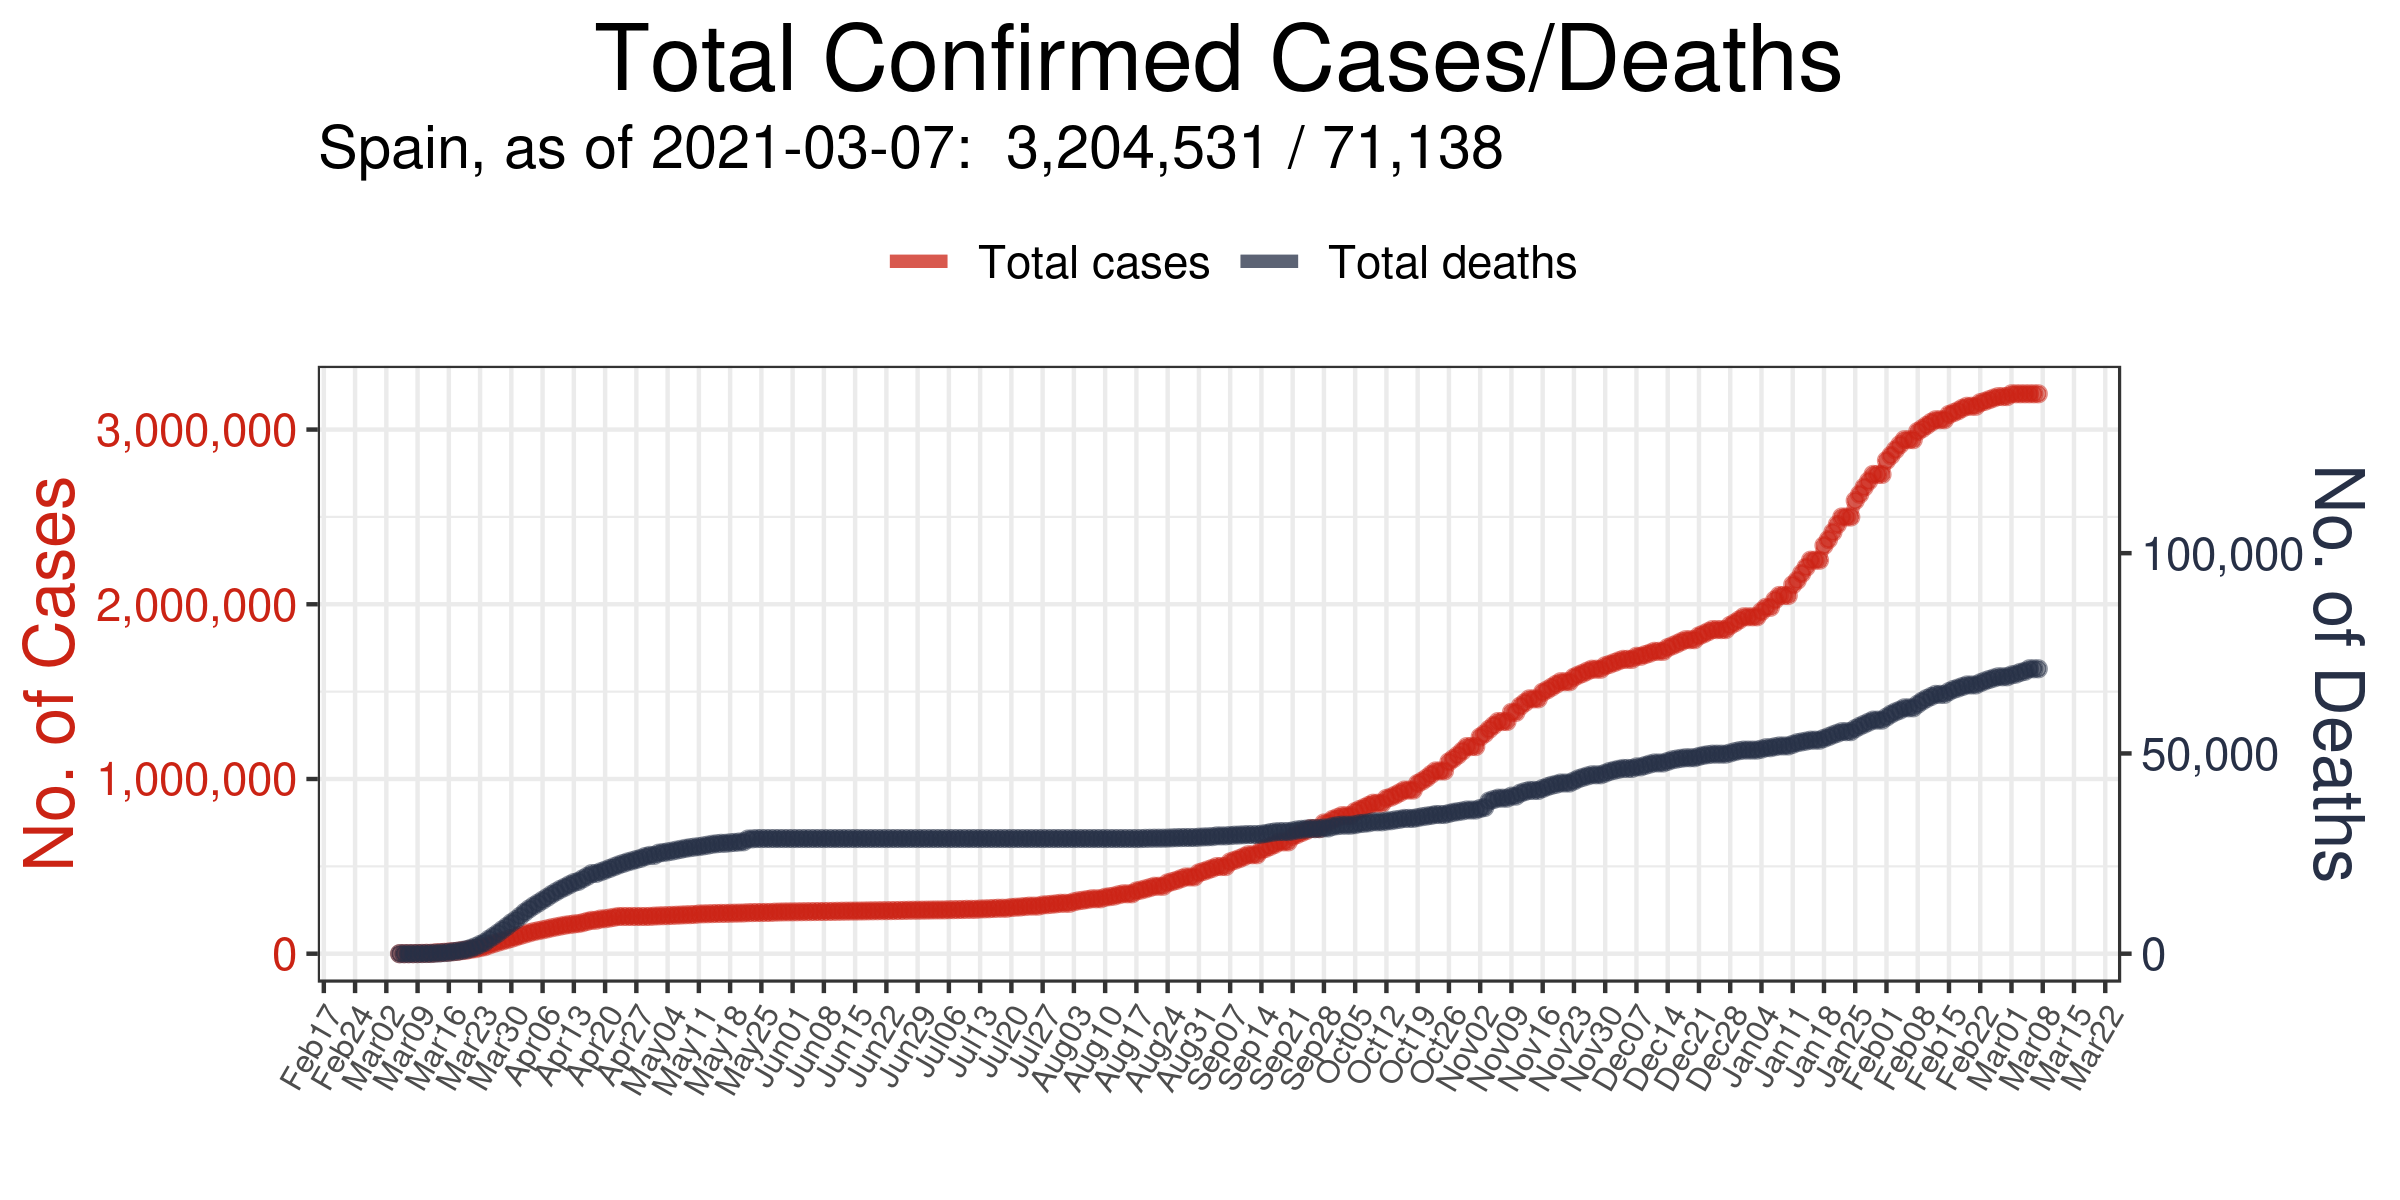 Total Confirmed Cases/Deaths
Spain, as of 2021-03-07:  3,204,531 / 71,138
Total cases
Total deaths
No. of Cases
3,000,000
2,000,000
1,000,000
0
100,000
50,000
0
No. of Deaths
Feb17
Feb24
Mar02
Mar09
Mar16
Mar23
Mar30
Apr06
Apr13
Apr20
Apr27
May04
May11
May18
May25
Jun01
Jun08
Jun15
Jun22
Jun29
Jul06
Jul13
Jul20
Jul27
Aug03
Aug10
Aug17
Aug24
Aug31
Sep07
Sep14
Sep21
Sep28
Oct05
Oct12
Oct19
Oct26
Nov02
Nov09
Nov16
Nov23
Nov30
Dec07
Dec14
Dec21
Dec28
Dec04
Jan11
Jan18
Jan25
Feb01
Feb08
Feb15
Feb22
Mar01
Mar08
Mar15
Mar22